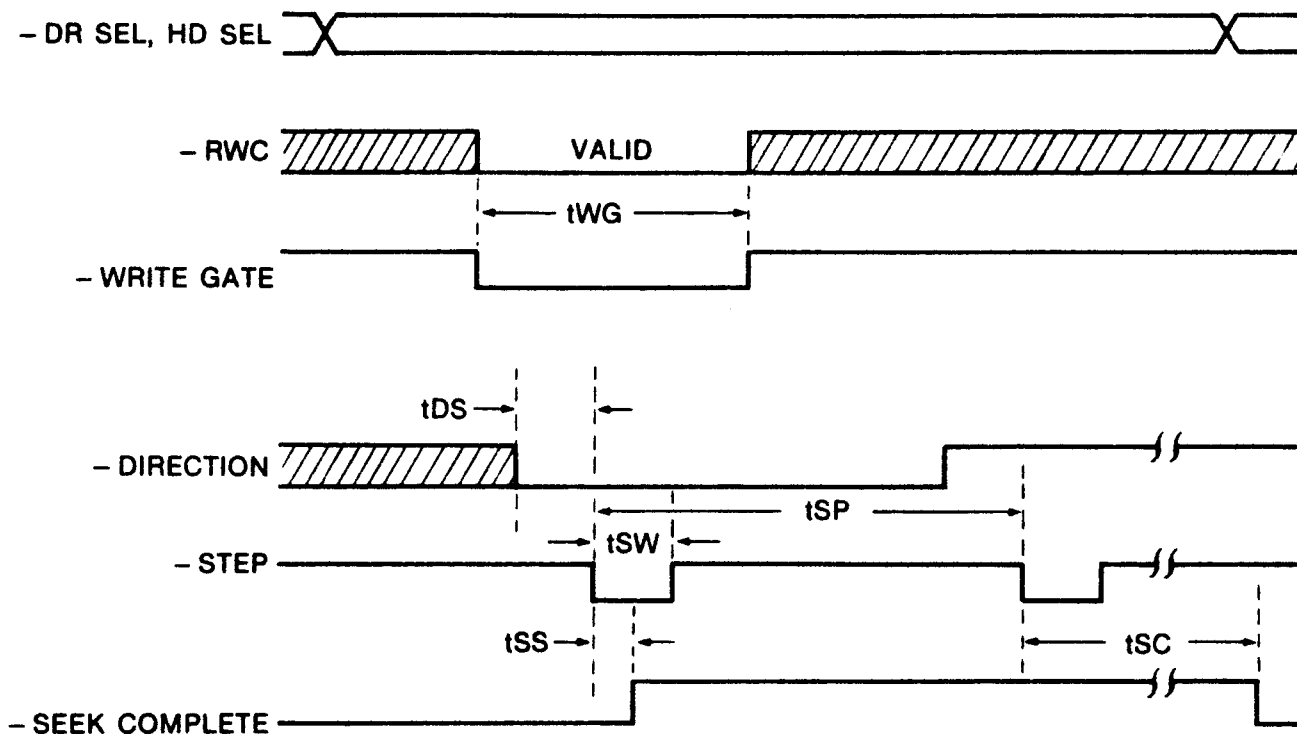 – DR SEL, HD SEL
– RWC
VALID
tWG
– WRITE GATE
tDS
– DIRECTION
tSP
tSW
– STEP
tSS
tSC
– SEEK COMPLETE